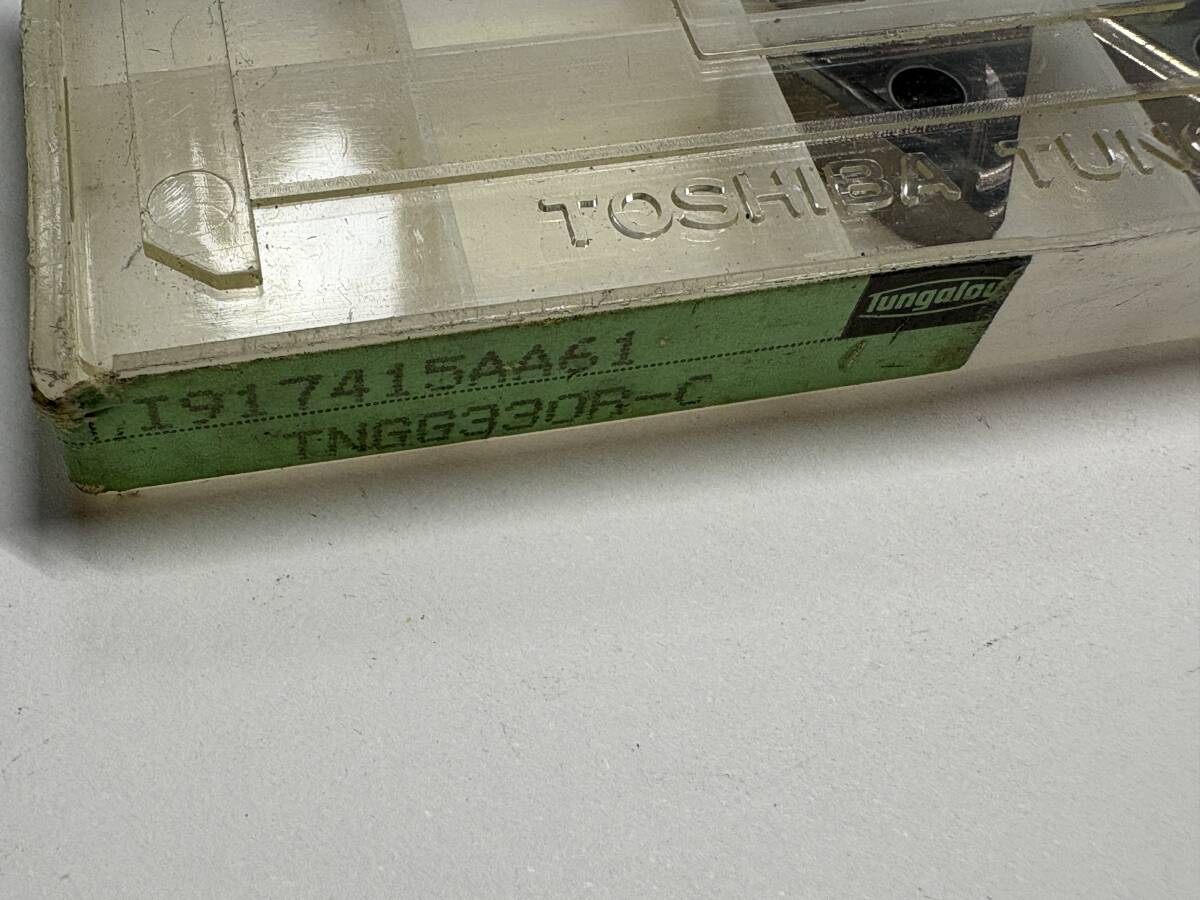 TOSHIBA TUNG
Tungaloy
I917415AA61
TNGG330R-C